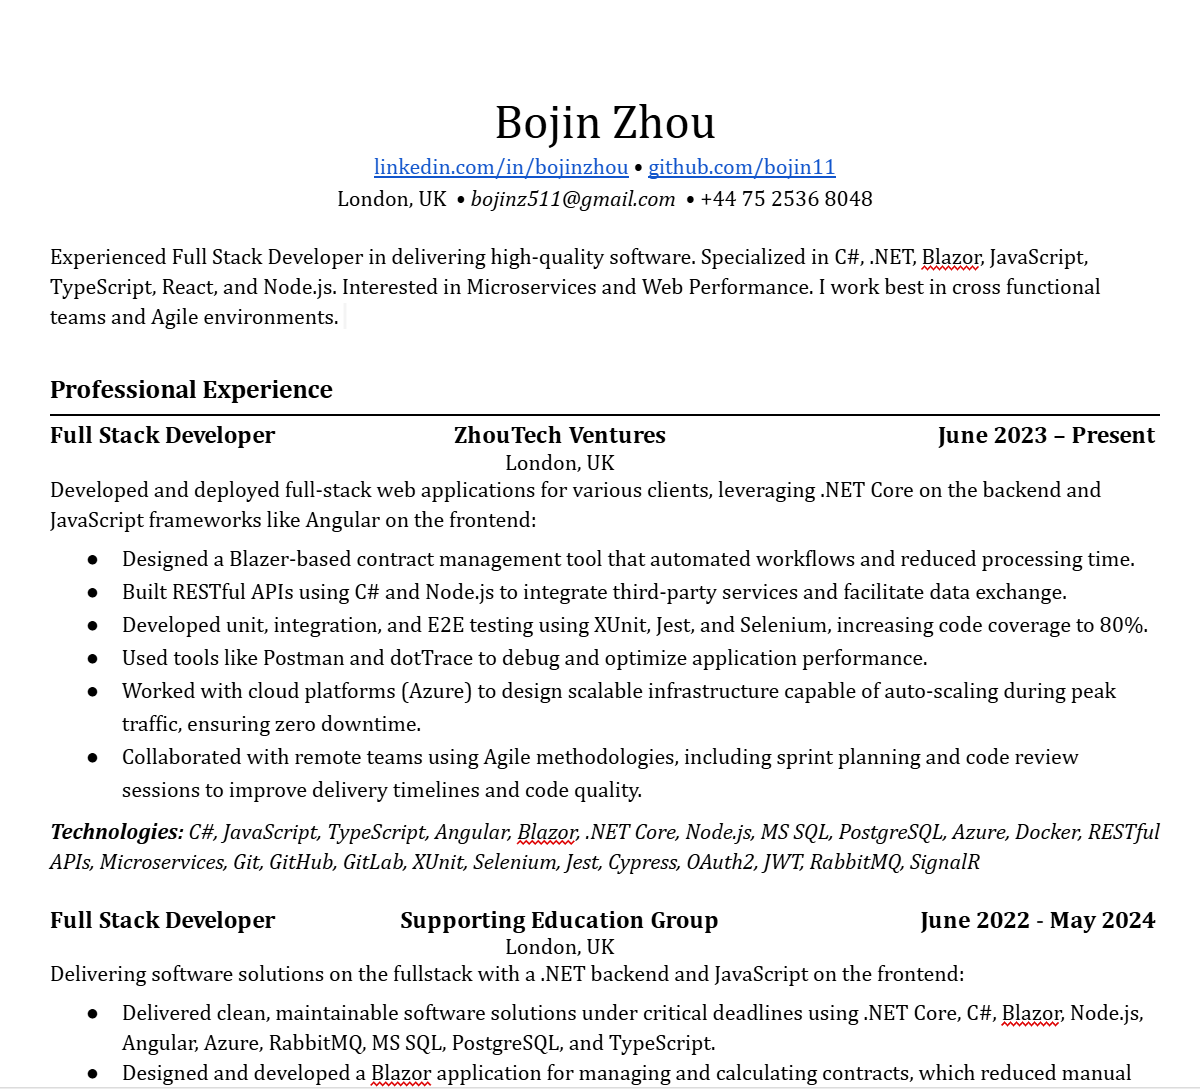 Bojin Zhou
linkedin.com/in/bojinzhou • github.com/bojin11
London, UK • bojinz511@gmail.com • +44 75 2536 8048
Experienced Full Stack Developer in delivering high-quality software. Specialized in C#, .NET, Blazor, JavaScript,
TypeScript, React, and Node.js. Interested in Microservices and Web Performance. I work best in cross functional
teams and Agile environments.
Professional Experience
Full Stack Developer ZhouTech Ventures June 2023 – Present
London, UK
Developed and deployed full-stack web applications for various clients, leveraging .NET Core on the backend and
JavaScript frameworks like Angular on the frontend:
● Designed a Blazer-based contract management tool that automated workflows and reduced processing time.
● Built RESTful APIs using C# and Node.js to integrate third-party services and facilitate data exchange.
● Developed unit, integration, and E2E testing using XUnit, Jest, and Selenium, increasing code coverage to 80%.
● Used tools like Postman and dotTrace to debug and optimize application performance.
● Worked with cloud platforms (Azure) to design scalable infrastructure capable of auto-scaling during peak
traffic, ensuring zero downtime.
● Collaborated with remote teams using Agile methodologies, including sprint planning and code review
sessions to improve delivery timelines and code quality.
Technologies: C#, JavaScript, TypeScript, Angular, Blazor, .NET Core, Node.js, MS SQL, PostgreSQL, Azure, Docker, RESTful
APIs, Microservices, Git, GitHub, GitLab, XUnit, Selenium, Jest, Cypress, OAuth2, JWT, RabbitMQ, SignalR
Full Stack Developer Supporting Education Group June 2022 - May 2024
London, UK
Delivering software solutions on the fullstack with a .NET backend and JavaScript on the frontend:
● Delivered clean, maintainable software solutions under critical deadlines using .NET Core, C#, Blazor, Node.js,
Angular, Azure, RabbitMQ, MS SQL, PostgreSQL, and TypeScript.
● Designed and developed a Blazor application for managing and calculating contracts, which reduced manual